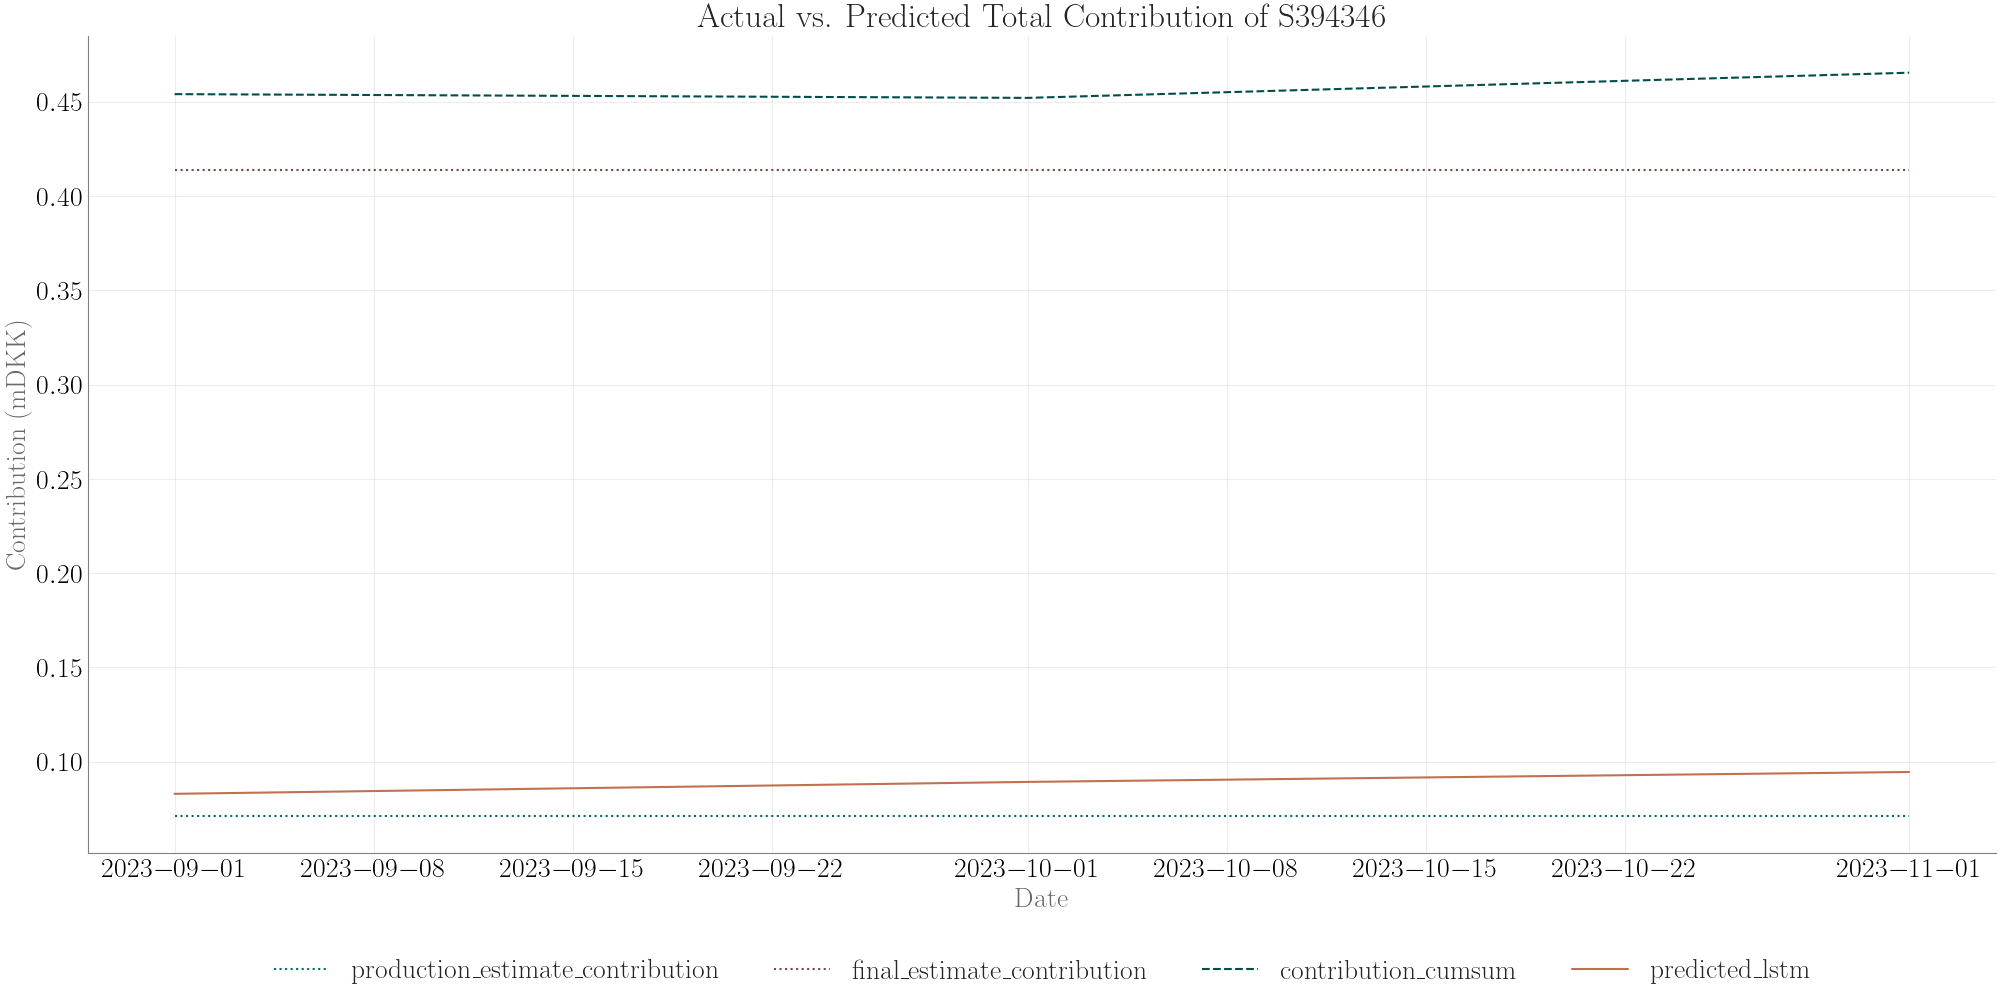 Actual vs. Predicted Total Contribution of S394346
Contribution (mDKK)
0.45
0.40
0.35
0.30
0.25
0.20
0.15
0.10
2023−09−01 2023−09−08 2023−09−15 2023−09−22 2023−10−01 2023−10−08 2023−10−15 2023−10−22 2023−11−01
Date
production_estimate_contribution final_estimate_contribution contribution_cumsum predicted_lstm